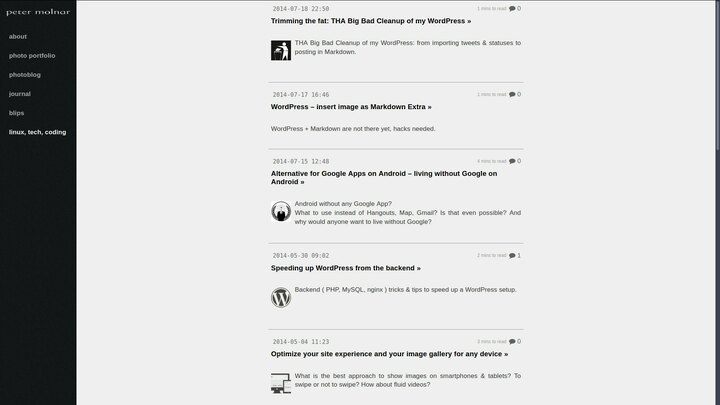 peter molnar
about
photo portfolio
photoblog
journal
blips
linux, tech, coding
2014-07-18 22:50 1 mins to read 0
Trimming the fat: THA Big Bad Cleanup of my WordPress »
THA Big Bad Cleanup of my WordPress: from importing tweets & statuses to
posting in Markdown.
2014-07-17 16:46 1 mins to read 0
WordPress – insert image as Markdown Extra »
WordPress + Markdown are not there yet, hacks needed.
2014-07-15 12:48 4 mins to read 0
Alternative for Google Apps on Android – living without Google on
Android »
Android without any Google App?
What to use instead of Hangouts, Map, Gmail? Is that even possible? And
why would anyone want to live without Google?
2014-05-30 09:02 2 mins to read 1
Speeding up WordPress from the backend »
Backend ( PHP, MySQL, nginx ) tricks & tips to speed up a WordPress setup.
2014-05-04 11:23 3 mins to read 0
Optimize your site experience and your image gallery for any device »
What is the best approach to show images on smartphones & tablets? To
swipe or not to swipe? How about fluid videos?